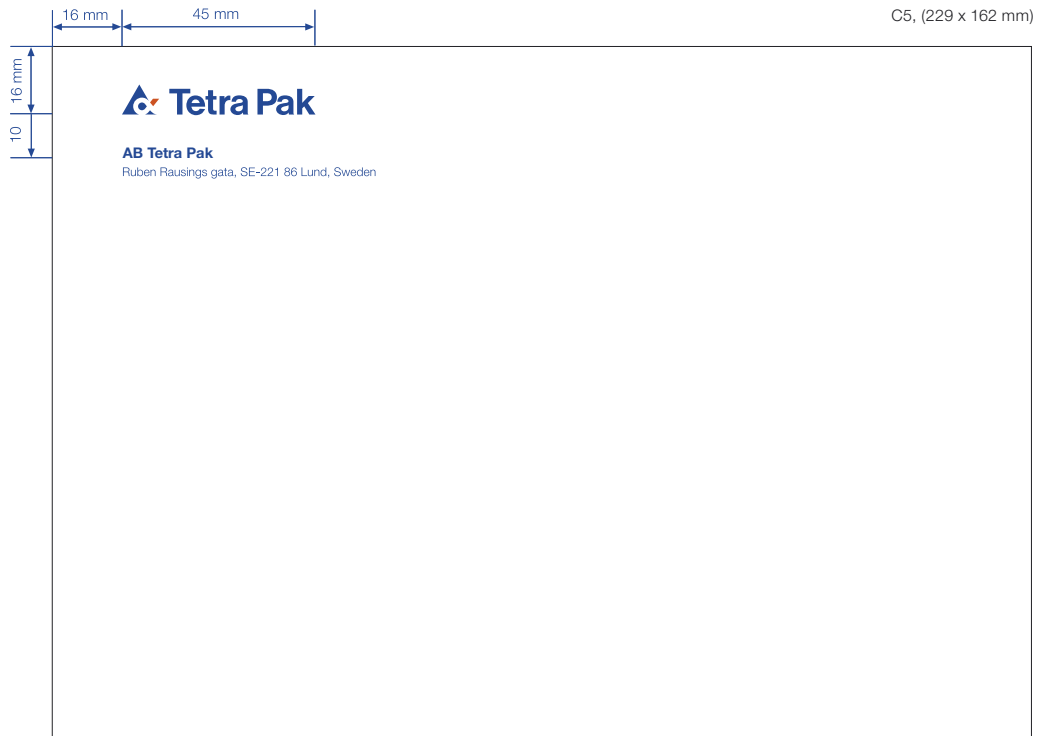 16 mm
45 mm
C5, (229 x 162 mm)
16 mm
10
Tetra Pak
AB Tetra Pak
Ruben Rausings gata, SE-221 86 Lund, Sweden